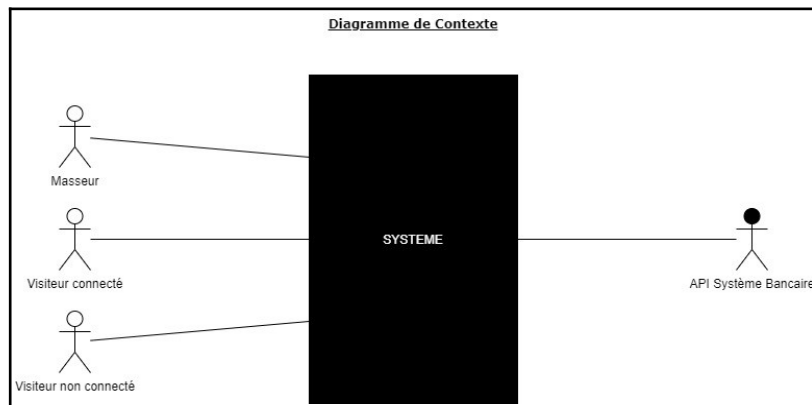 Diagramme de Contexte
Masseur
SYSTEME
Visiteur connecté
API Système Bancaire
Visiteur non connecté